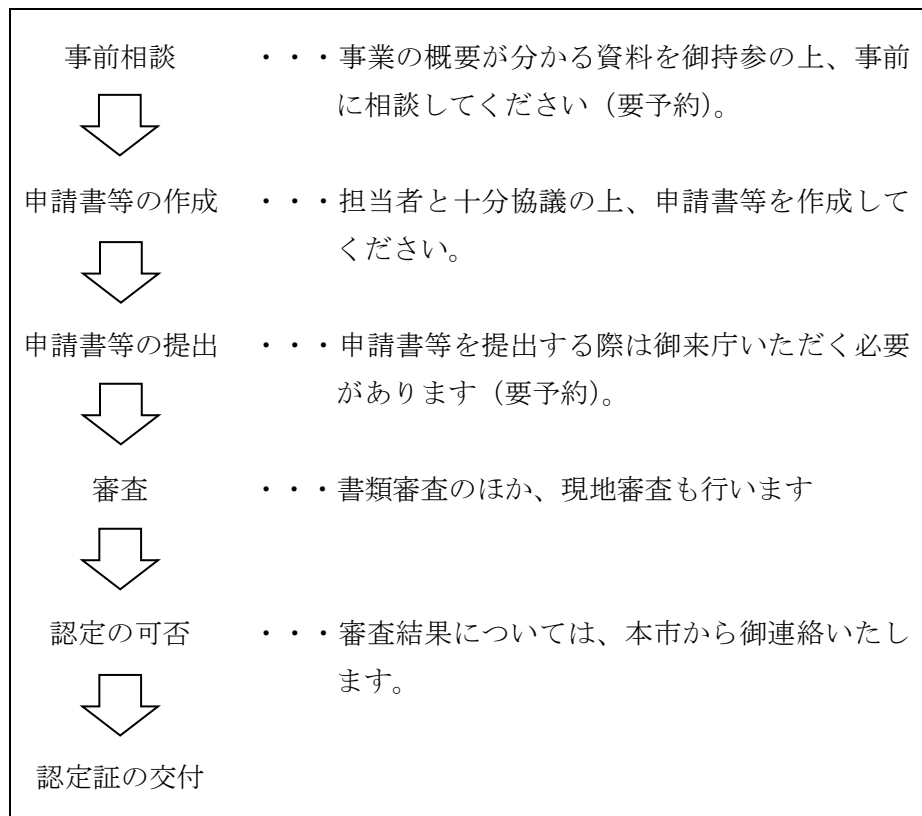 事前相談 ・・・事業の概要が分かる資料を御持参の上、事前
に相談してください（要予約）。
申請書等の作成 ・・・担当者と十分協議の上、申請書等を作成して
ください。
申請書等の提出 ・・・申請書等を提出する際は御来庁いただく必要
があります（要予約）。
審査 ・・・書類審査のほか、現地審査も行います
認定の可否 ・・・審査結果については、本市から御連絡いたし
ます。
認定証の交付